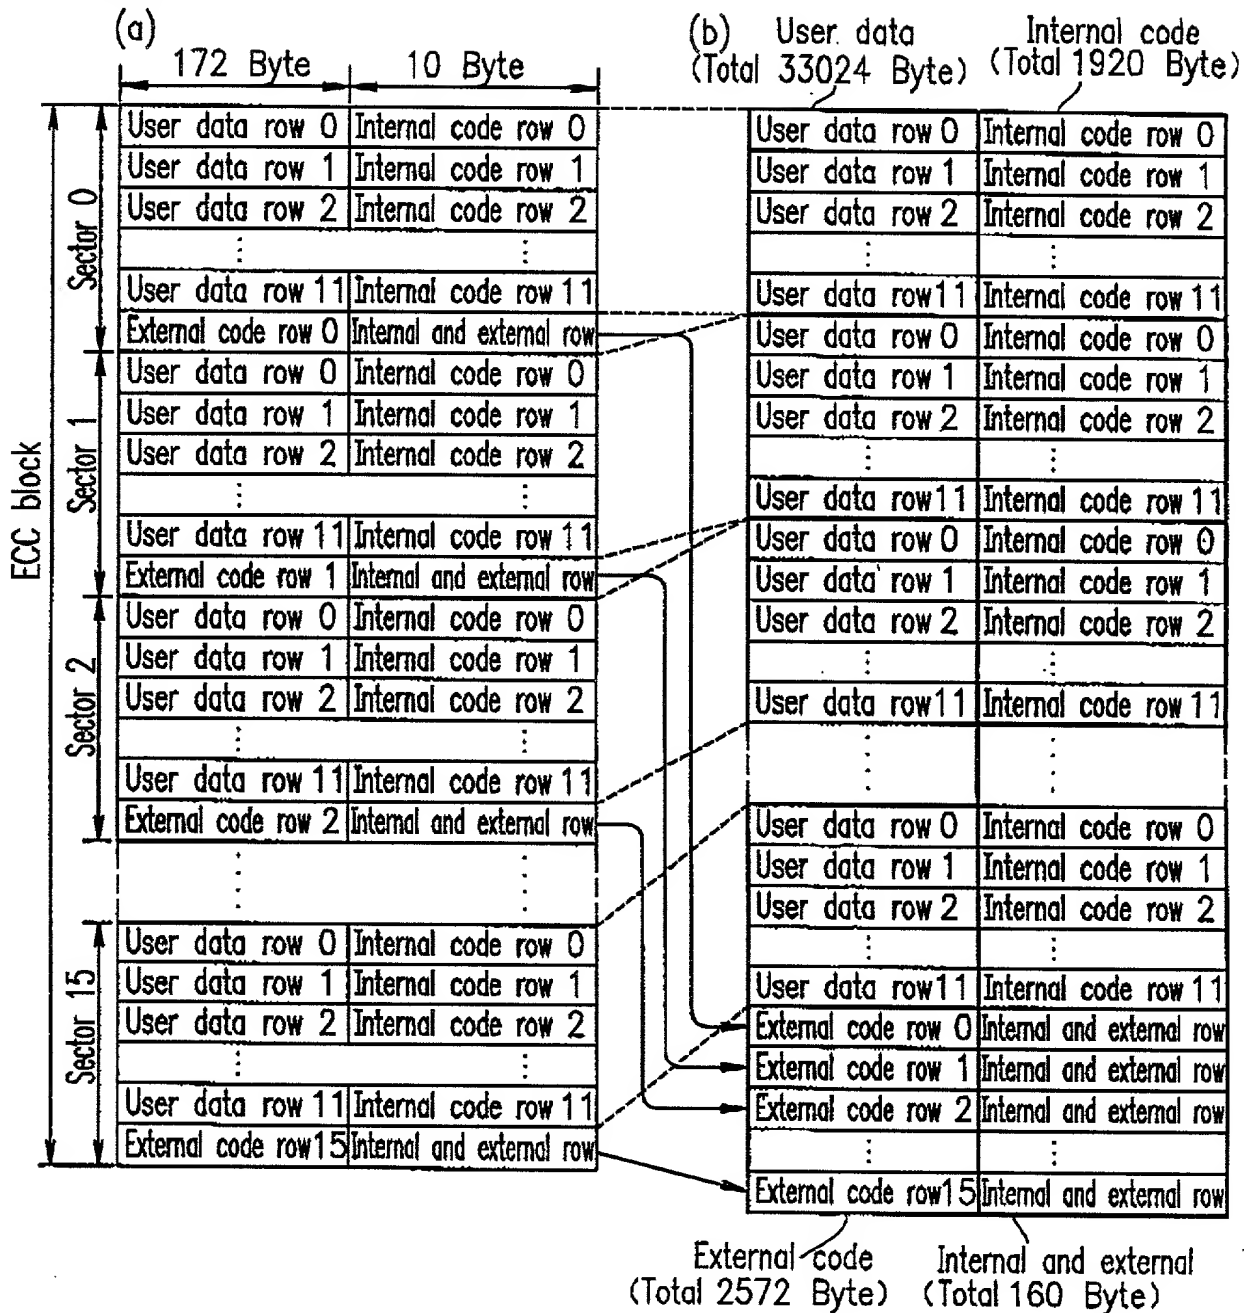 (a)
172 Byte
10 Byte
ECC block
Sector 0
User data row 0 Internal code row 0
User data row 1 Internal code row 1
User data row 2 Internal code row 2
⋮ ⋮
User data row 11 Internal code row 11
External code row 0 Internal and external row
Sector 1
User data row 0 Internal code row 0
User data row 1 Internal code row 1
User data row 2 Internal code row 2
⋮ ⋮
User data row 11 Internal code row 11
External code row 1 Internal and external row
Sector 2
User data row 0 Internal code row 0
User data row 1 Internal code row 1
User data row 2 Internal code row 2
⋮ ⋮
User data row 11 Internal code row 11
External code row 2 Internal and external row
⋮ ⋮
Sector 15
User data row 0 Internal code row 0
User data row 1 Internal code row 1
User data row 2 Internal code row 2
⋮ ⋮
User data row 11 Internal code row 11
External code row 15 Internal and external row
(b)
User data
(Total 33024 Byte)
Internal code
(Total 1920 Byte)
User data row 0 Internal code row 0
User data row 1 Internal code row 1
User data row 2 Internal code row 2
⋮ ⋮
User data row 11 Internal code row 11
User data row 0 Internal code row 0
User data row 1 Internal code row 1
User data row 2 Internal code row 2
⋮ ⋮
User data row 11 Internal code row 11
User data row 0 Internal code row 0
User data row 1 Internal code row 1
User data row 2 Internal code row 2
⋮ ⋮
User data row 11 Internal code row 11
⋮ ⋮
User data row 0 Internal code row 0
User data row 1 Internal code row 1
User data row 2 Internal code row 2
⋮ ⋮
User data row 11 Internal code row 11
External code row 0 Internal and external row
External code row 1 Internal and external row
External code row 2 Internal and external row
⋮ ⋮
External code row 15 Internal and external row
External code
(Total 2572 Byte)
Internal and external
(Total 160 Byte)